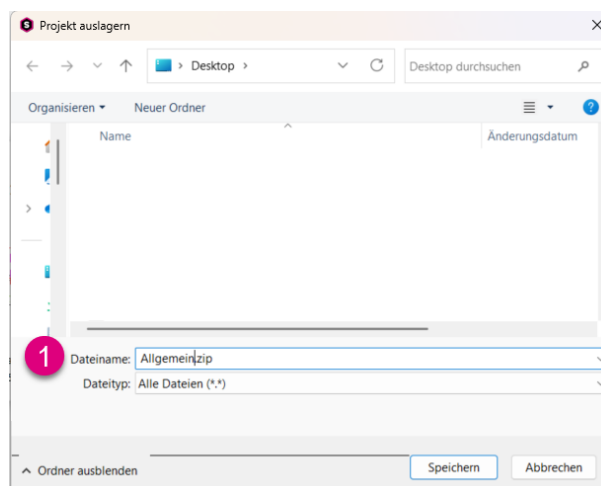 Projekt auslagern
Desktop
Desktop durchsuchen
Organisieren
Neuer Ordner
?
Name
Änderungsdatum
1
Dateiname: Allgemein.zip
Dateityp: Alle Dateien (*.*)
Ordner ausblenden
Speichern
Abbrechen